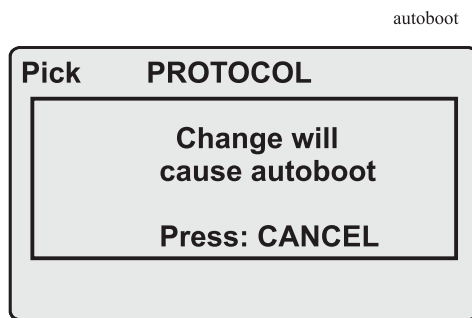 autoboot
Pick PROTOCOL
Change will
cause autoboot
Press: CANCEL